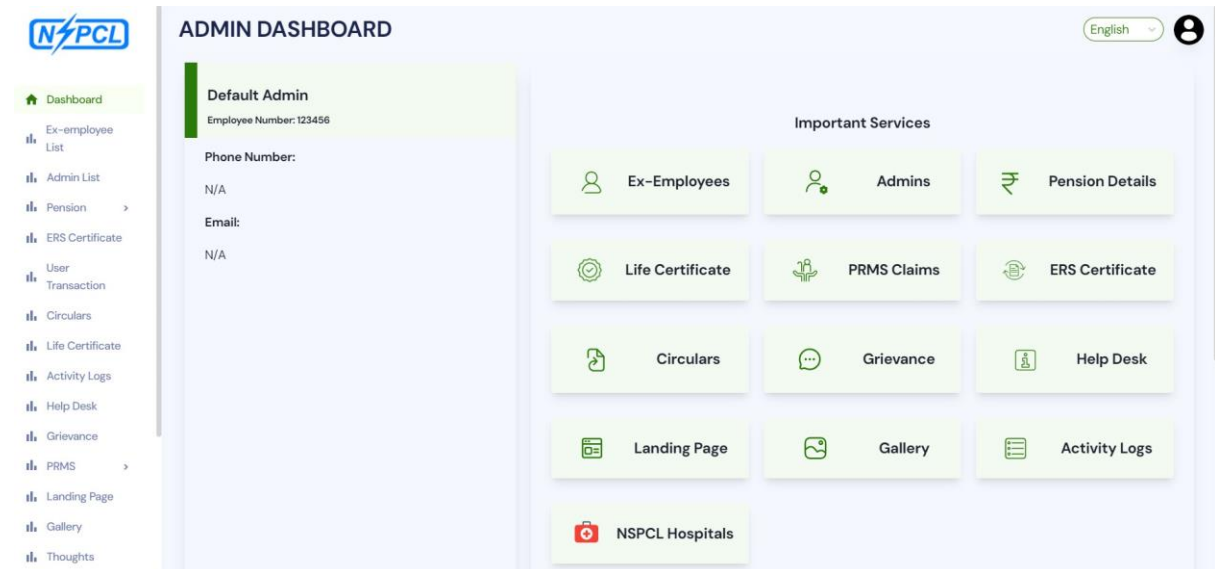 NSPCL
ADMIN DASHBOARD
English
Dashboard
Ex-employee
List
Admin List
Pension
ERS Certificate
User
Transaction
Circulars
Life Certificate
Activity Logs
Help Desk
Grievance
PRMS
Landing Page
Gallery
Thoughts
Default Admin
Employee Number: 123456
Phone Number:
N/A
Email:
N/A
Important Services
Ex-Employees
Admins
Pension Details
Life Certificate
PRMS Claims
ERS Certificate
Circulars
Grievance
Help Desk
Landing Page
Gallery
Activity Logs
NSPCL Hospitals